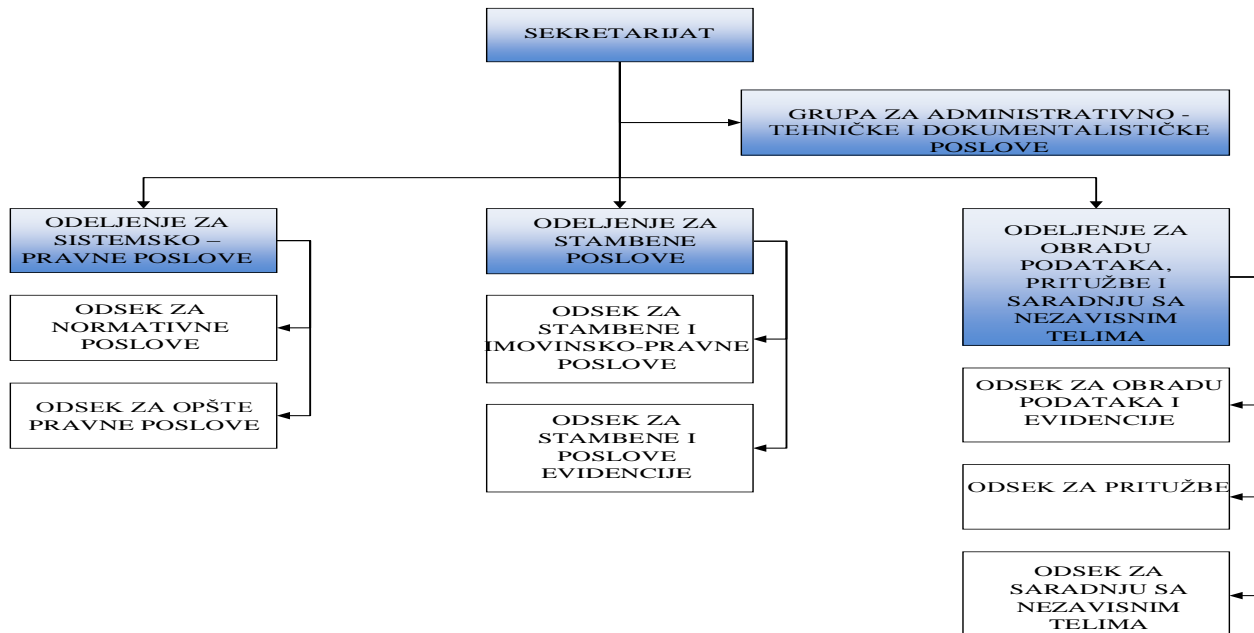 SEKRETARIJAT
GRUPA ZA ADMINISTRATIVNO -
TEHNIČKE I DOKUMENTALISTIČKE
POSLOVE
ODELJENJE ZA
SISTEMSKO –
PRAVNE POSLOVE
ODSEK ZA
NORMATIVNE
POSLOVE
ODSEK ZA OPŠTE
PRAVNE POSLOVE
ODELJENJE ZA
STAMBENE
POSLOVE
ODSEK ZA
STAMBENE I
IMOVINSKO-PRAVNE
POSLOVE
ODSEK ZA
STAMBENE I
POSLOVE
EVIDENCIJE
ODELJENJE ZA
OBRADU
PODATAKA,
PRITUŽBE I
SARADNJU SA
NEZAVISNIM
TELIMA
ODSEK ZA OBRADU
PODATAKA I
EVIDENCIJE
ODSEK ZA PRITUŽBE
ODSEK ZA
SARADNJU SA
NEZAVISNIM
TELIMA